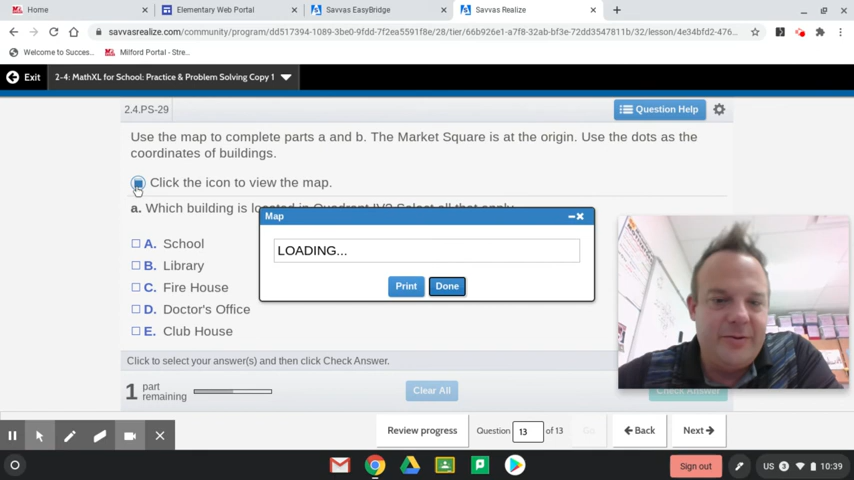 Home
Elementary Web Portal
Savvas EasyBridge
Savvas Realize
savvasrealize.com/community/program/dd517394-1089-3be0-9fdd-7f2ea5591f8e/28/tier/66b926e1-a7f8-32ab-bf3e-72dd3547811b/32/lesson/4e34bfd2-476...
Welcome to Succes...
Milford Portal - Stre...
Exit
2-4: MathXL for School: Practice & Problem Solving Copy 1
2.4.PS-29
Question Help
Use the map to complete parts a and b. The Market Square is at the origin. Use the dots as the
coordinates of buildings.
Click the icon to view the map.
a. Which building is located in Quadrant IV? Select all that apply.
Map
LOADING...
Print Done
A. School
B. Library
C. Fire House
D. Doctor's Office
E. Club House
Click to select your answer(s) and then click Check Answer.
1 part
remaining
Clear All
Check Answer
Review progress
Question 13 of 13
Go
Back
Next
Sign out
US 3 10:39